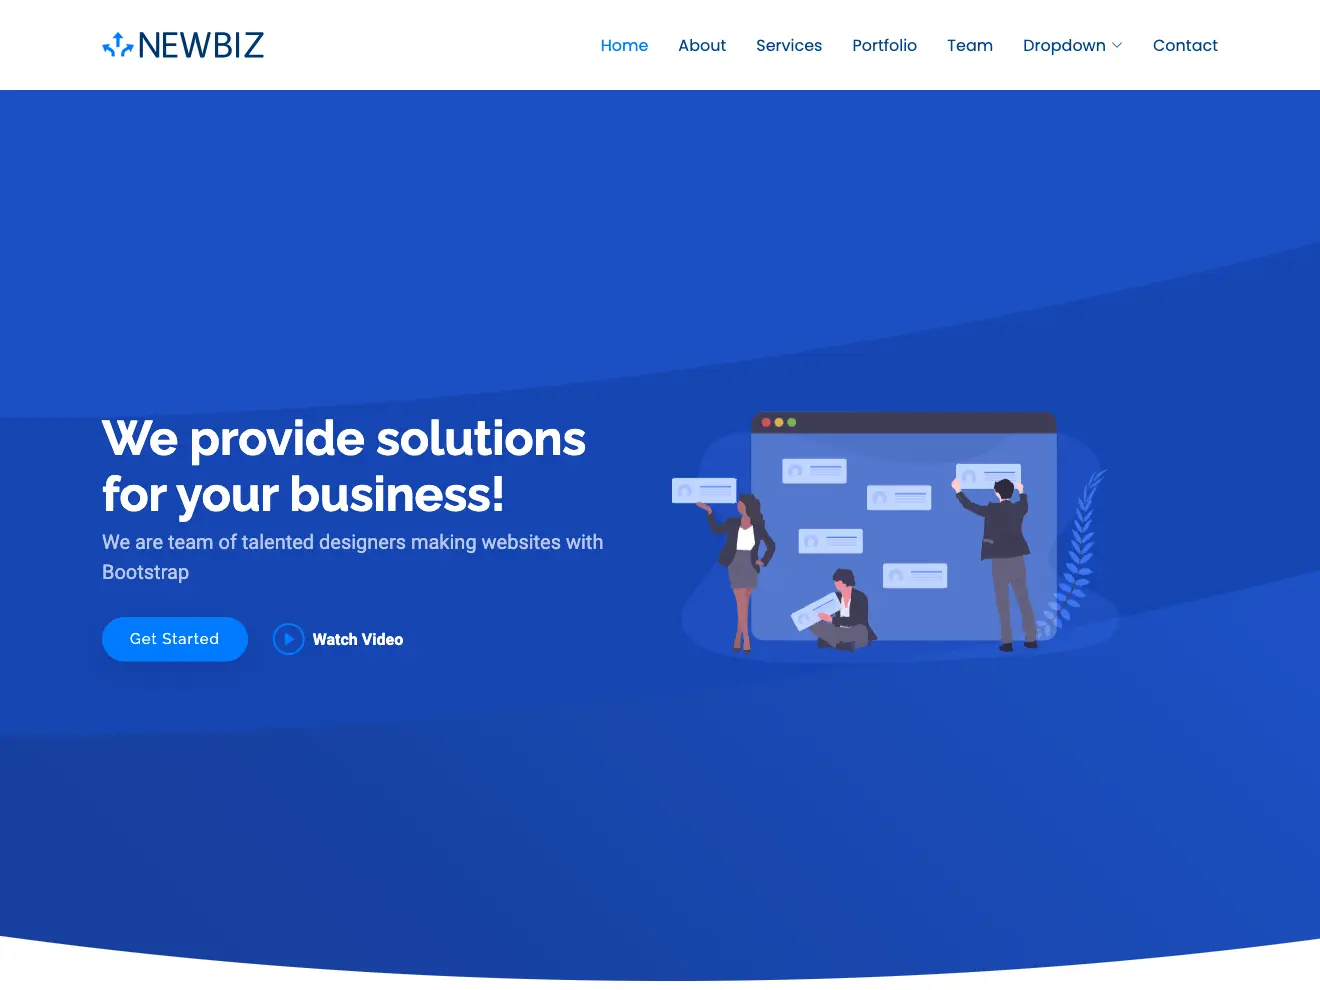 NEWBIZ
Home About Services Portfolio Team Dropdown Contact
We provide solutions
for your business!
We are team of talented designers making websites with
Bootstrap
Get Started Watch Video